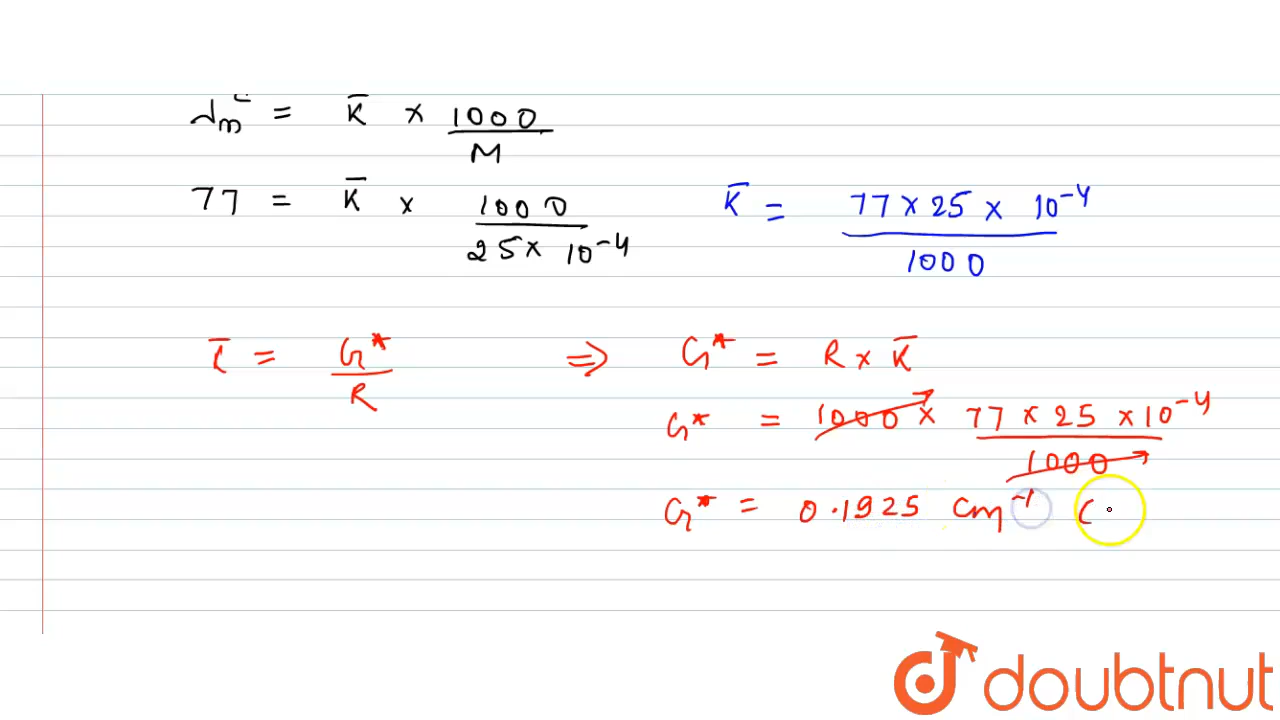 λm^c = K̄ × 1000/M
77 = K̄ × 1000/25×10⁻⁴
K̄ = 77×25×10⁻⁴/1000
K̄ = G*/R ⇒ G* = R×K̄
G* = 1000 × 77×25×10⁻⁴/1000
G* = 0.1925 cm⁻¹ (
doubtnut